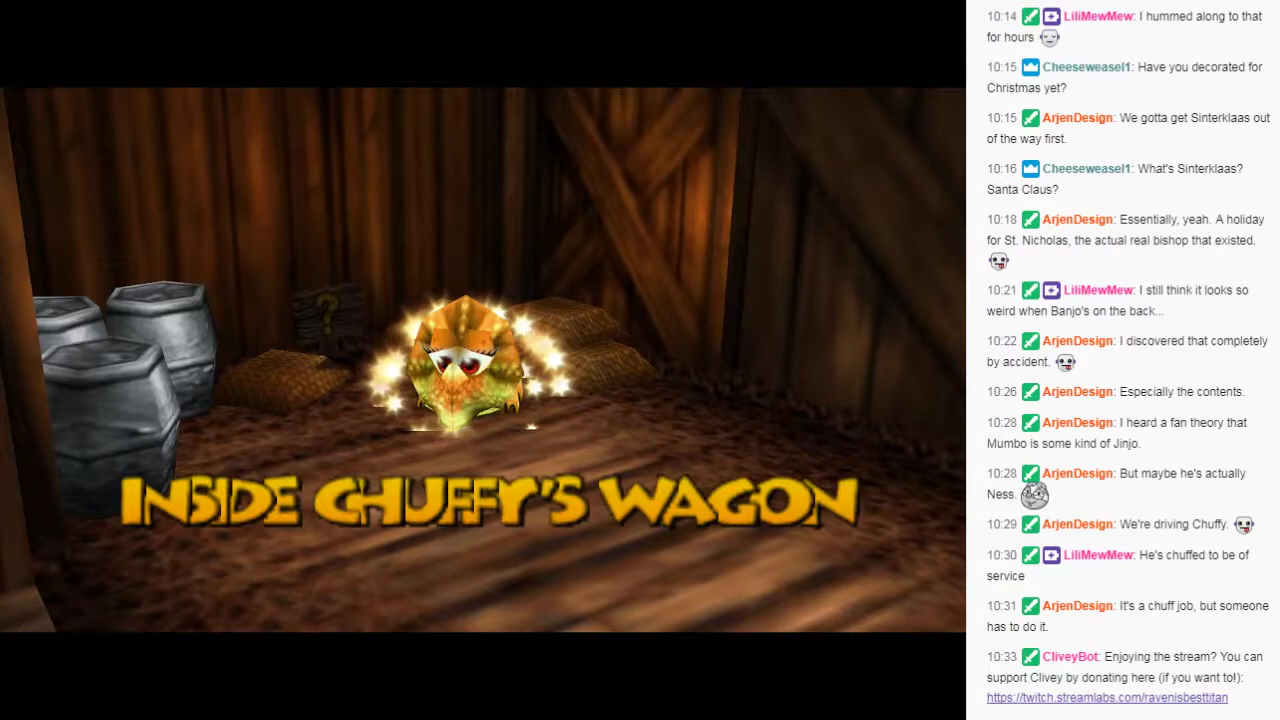 INSIDE CHUFFY'S WAGON
?
10:14 LiliMewMew: I hummed along to that
for hours
10:15 Cheeseweasel1: Have you decorated for
Christmas yet?
10:15 ArjenDesign: We gotta get Sinterklaas out
of the way first.
10:16 Cheeseweasel1: What's Sinterklaas?
Santa Claus?
10:18 ArjenDesign: Essentially, yeah. A holiday
for St. Nicholas, the actual real bishop that existed.
10:21 LiliMewMew: I still think it looks so
weird when Banjo's on the back...
10:22 ArjenDesign: I discovered that completely
by accident.
10:26 ArjenDesign: Especially the contents.
10:28 ArjenDesign: I heard a fan theory that
Mumbo is some kind of Jinjo.
10:28 ArjenDesign: But maybe he's actually
Ness.
10:29 ArjenDesign: We're driving Chuffy.
10:30 LiliMewMew: He's chuffed to be of
service
10:31 ArjenDesign: It's a chuff job, but someone
has to do it.
10:33 CliveyBot: Enjoying the stream? You can
support Clivey by donating here (if you want to!):
https://twitch.streamlabs.com/ravenisbesttitan